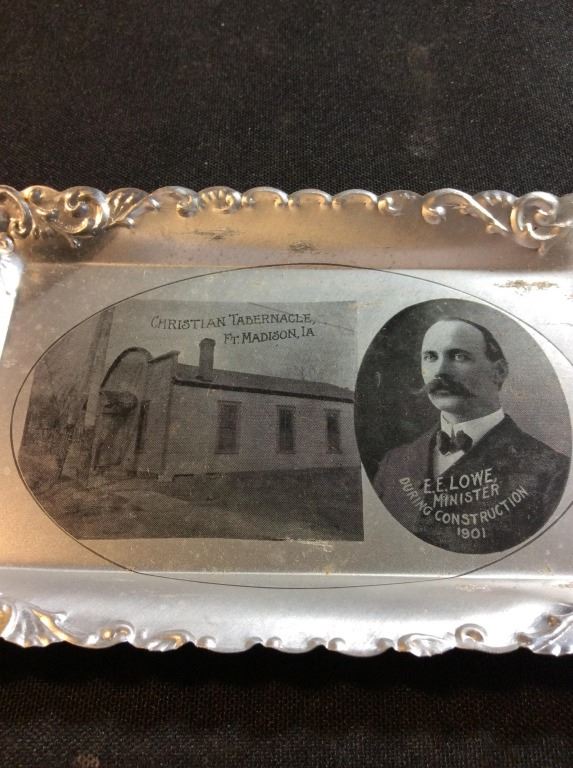 CHRISTIAN TABERNACLE,
FT. MADISON, IA
E.E. LOWE,
MINISTER
DURING CONSTRUCTION
1901